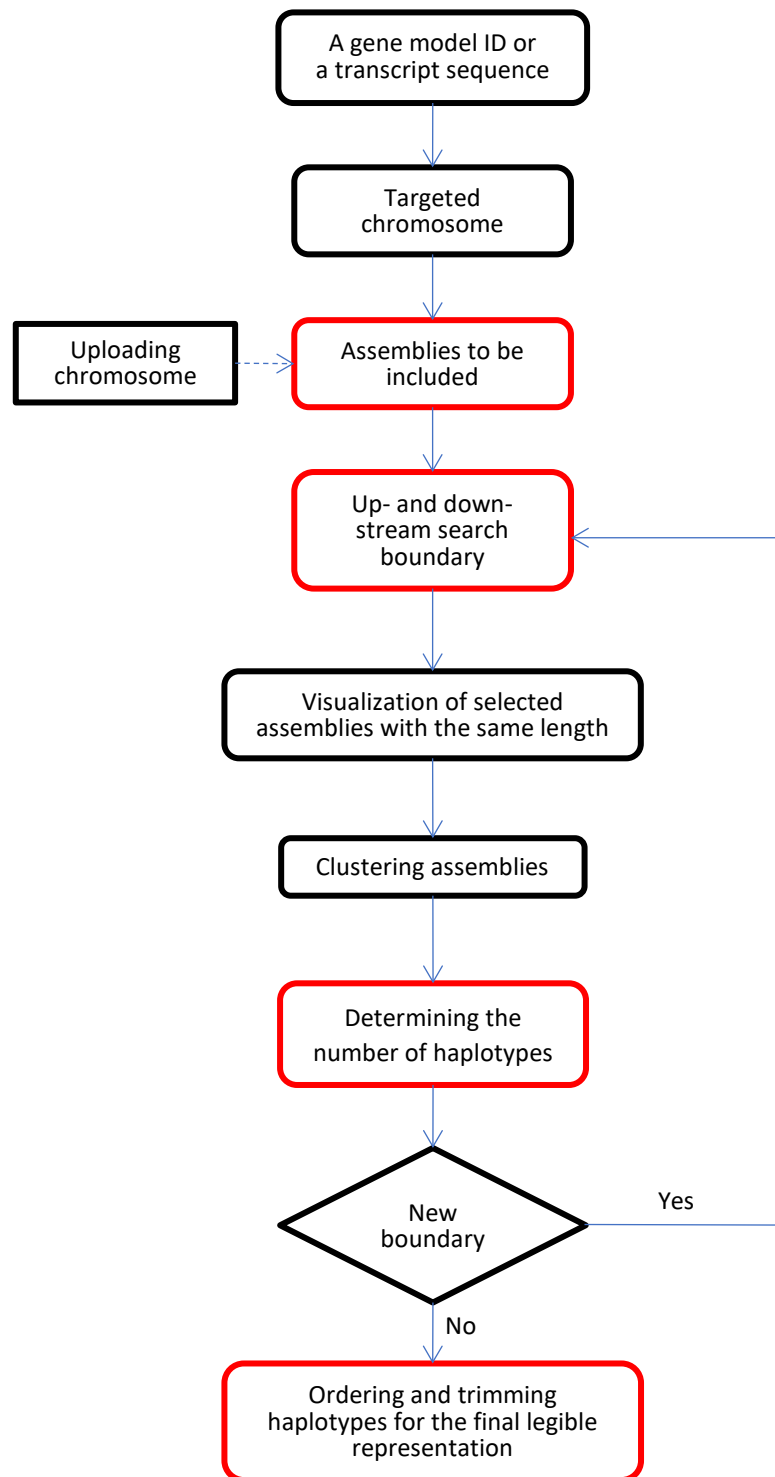 A gene model ID or
a transcript sequence
Targeted
chromosome
Uploading
chromosome
Assemblies to be
included
Up- and down-
stream search
boundary
Visualization of selected
assemblies with the same length
Clustering assemblies
Determining the
number of haplotypes
New
boundary
Yes
No
Ordering and trimming
haplotypes for the final legible
representation